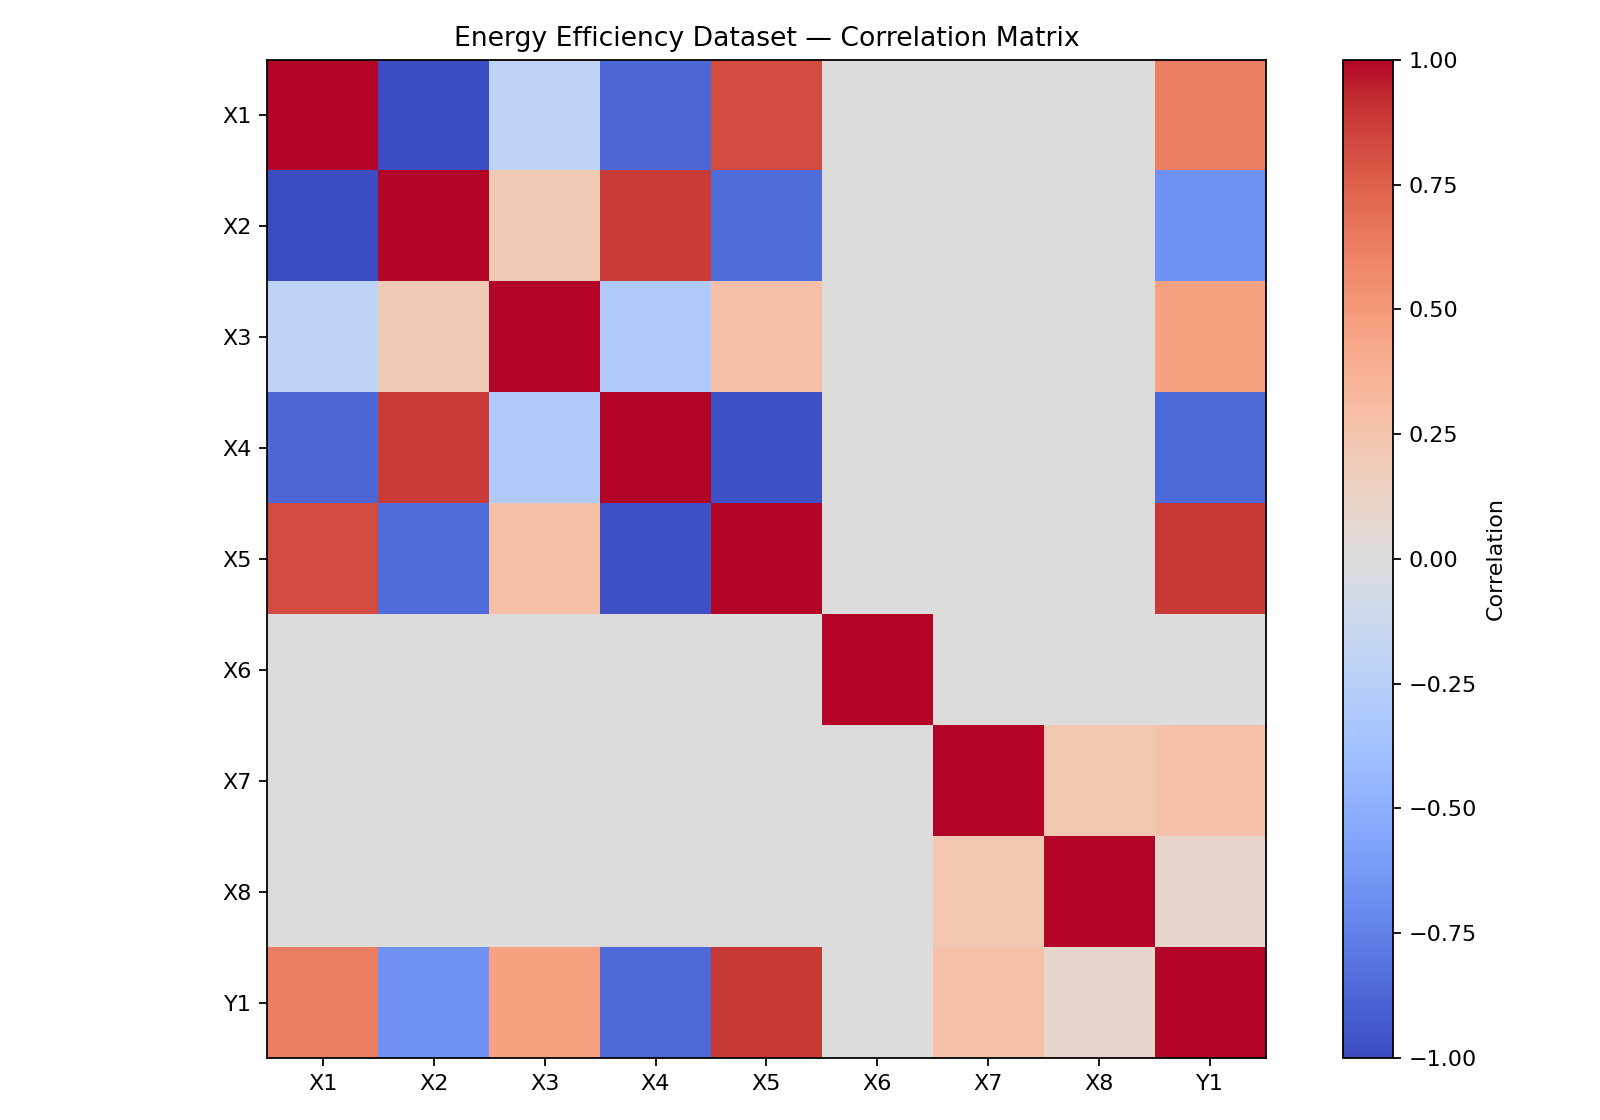 Energy Efficiency Dataset — Correlation Matrix
X1
X2
X3
X4
X5
X6
X7
X8
Y1
X1 X2 X3 X4 X5 X6 X7 X8 Y1
1.00
0.75
0.50
0.25
0.00
−0.25
−0.50
−0.75
−1.00
Correlation